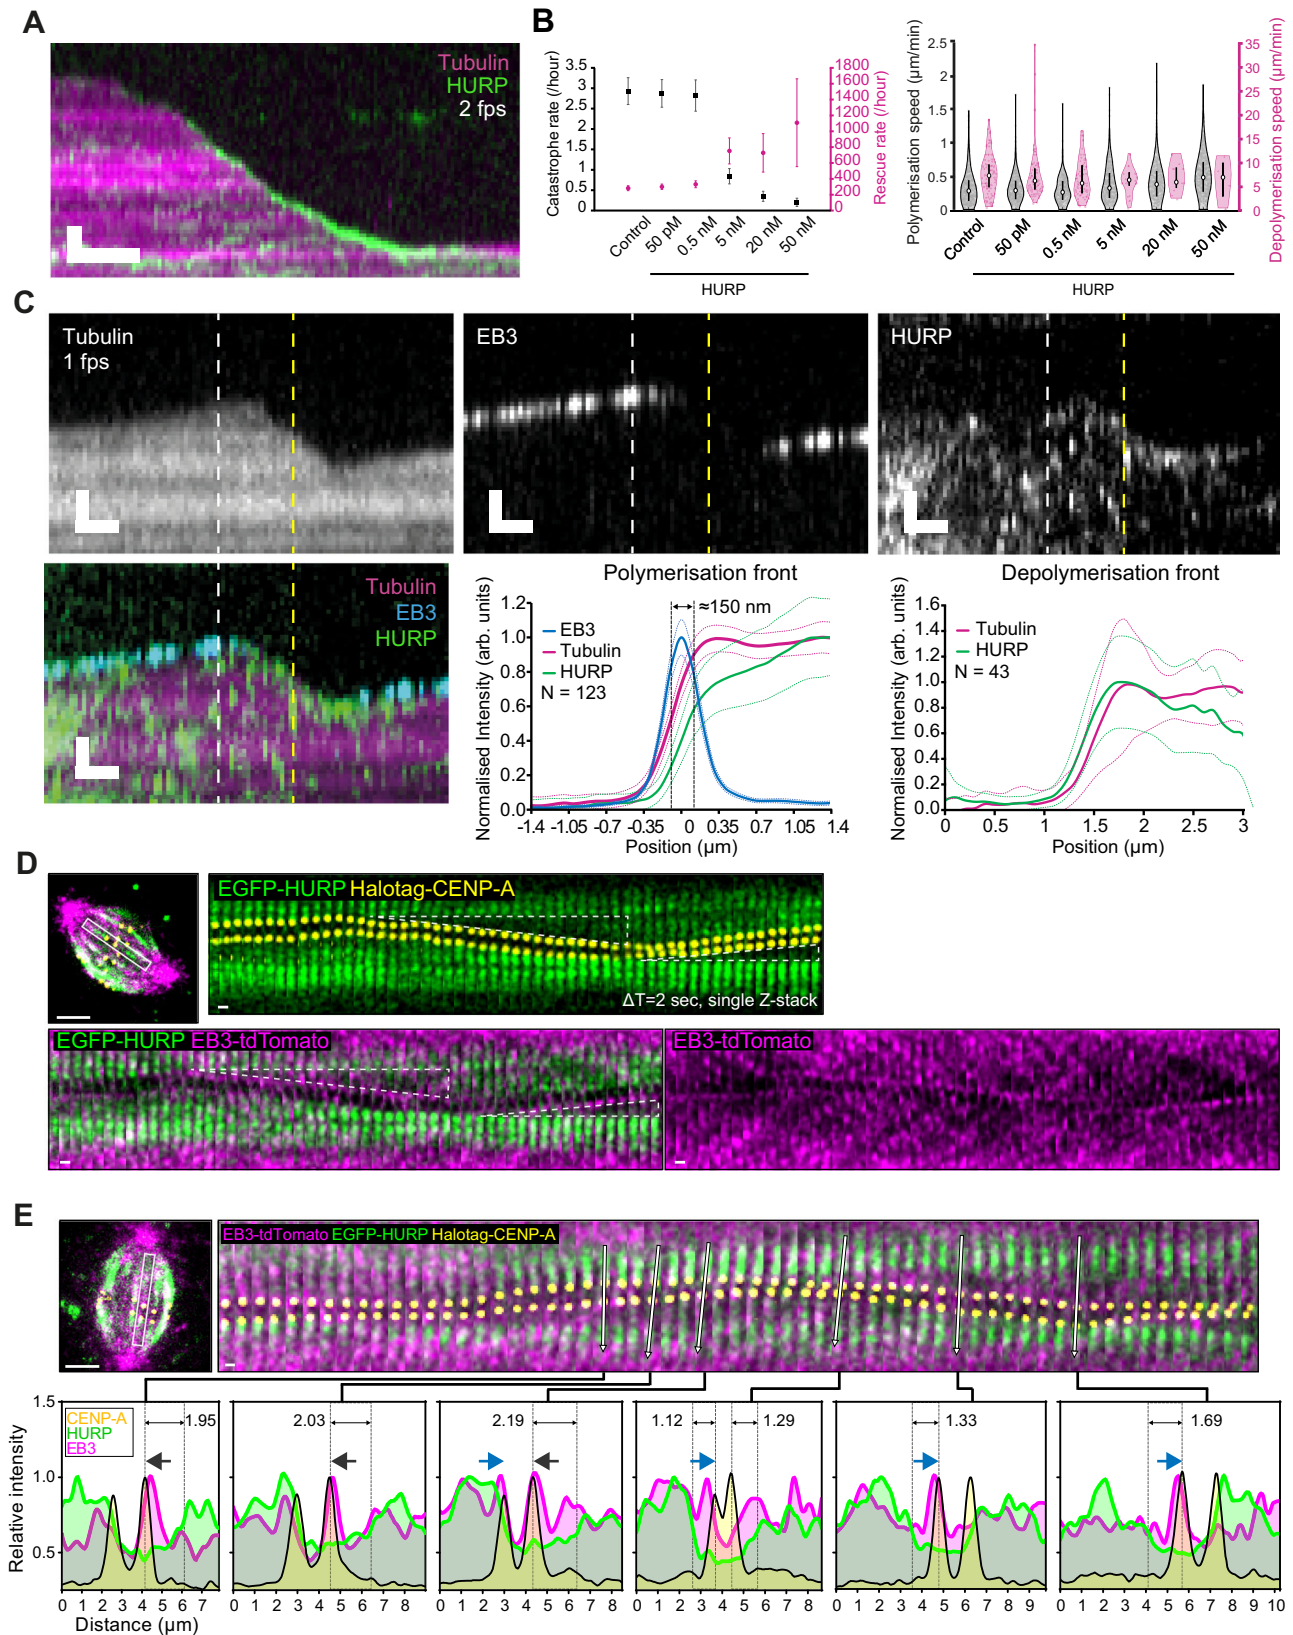 A
Tubulin
HURP
2 fps
B
Catastrophe rate (/hour)
3.5
3
2.5
2
1.5
1
0.5
0
1800
1600
1400
1200
1000
800
600
400
200
0
Rescue rate (/hour)
Control
50 pM
0.5 nM
5 nM
20 nM
50 nM
HURP
Polymerisation speed (µm/min)
2.5
2
1.5
1
0.5
0
35
30
25
20
15
10
5
0
Depolymerisation speed (µm/min)
Control
50 pM
0.5 nM
5 nM
20 nM
50 nM
HURP
C
Tubulin
1 fps
EB3
HURP
Tubulin
EB3
HURP
Polymerisation front
Normalised Intensity (arb. units)
1.2
1.0
0.8
0.6
0.4
0.2
0.0
≈150 nm
EB3
Tubulin
HURP
N = 123
-1.4 -1.05 -0.7 -0.35 0 0.35 0.7 1.05 1.4
Position (µm)
Depolymerisation front
Normalised Intensity (arb. units)
1.6
1.4
1.2
1.0
0.8
0.6
0.4
0.2
0.0
Tubulin
HURP
N = 43
0 0.5 1 1.5 2 2.5 3
Position (µm)
D
EGFP-HURP Halotag-CENP-A
ΔT=2 sec, single Z-stack
EGFP-HURP EB3-tdTomato
EB3-tdTomato
E
EB3-tdTomato EGFP-HURP Halotag-CENP-A
Relative intensity
1.5
1.0
0.5
CENP-A
HURP
EB3
1.95
2.03
2.19
1.12
1.29
1.33
1.69
0 1 2 3 4 5 6 7
0 1 2 3 4 5 6 7 8
0 1 2 3 4 5 6 7 8
0 1 2 3 4 5 6 7 8
0 1 2 3 4 5 6 7 8 9
0 1 2 3 4 5 6 7 8 9 10
Distance (µm)